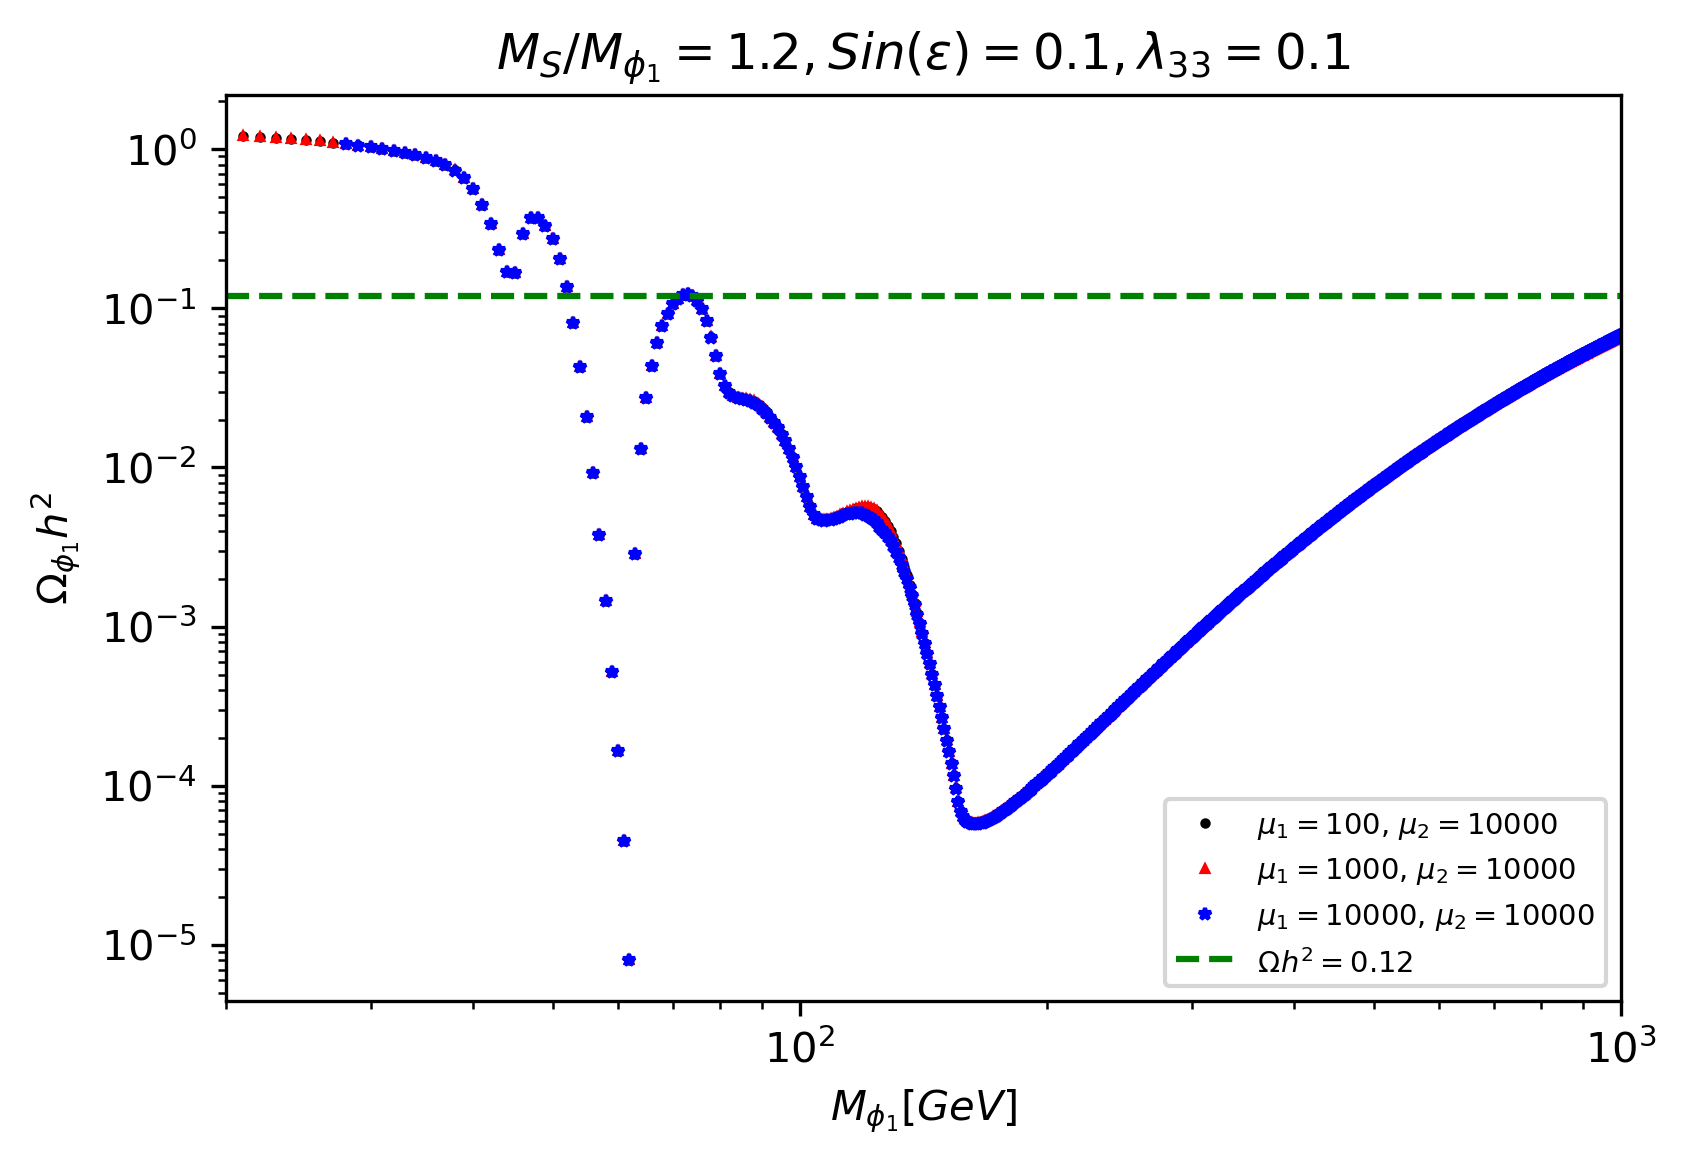 M_S/M_{ϕ_1} = 1.2, Sin(ε) = 0.1, λ_{33} = 0.1
10^0
10^{-1}
10^{-2}
10^{-3}
10^{-4}
10^{-5}
Ω_{ϕ_1} h^2
μ_1 = 100, μ_2 = 10000
μ_1 = 1000, μ_2 = 10000
μ_1 = 10000, μ_2 = 10000
Ωh^2 = 0.12
10^2 10^3
M_{ϕ_1} [GeV]